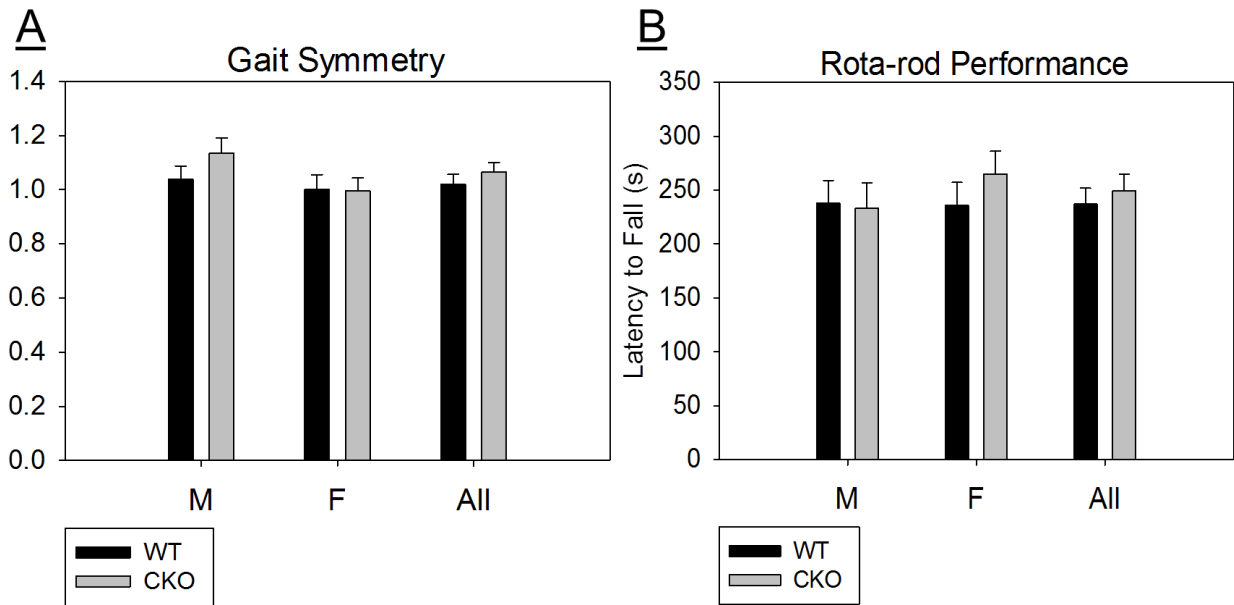 A
Gait Symmetry
1.4
1.2
1.0
0.8
0.6
0.4
0.2
0.0
M F All
WT
CKO
B
Rota-rod Performance
Latency to Fall (s)
350
300
250
200
150
100
50
0
M F All
WT
CKO